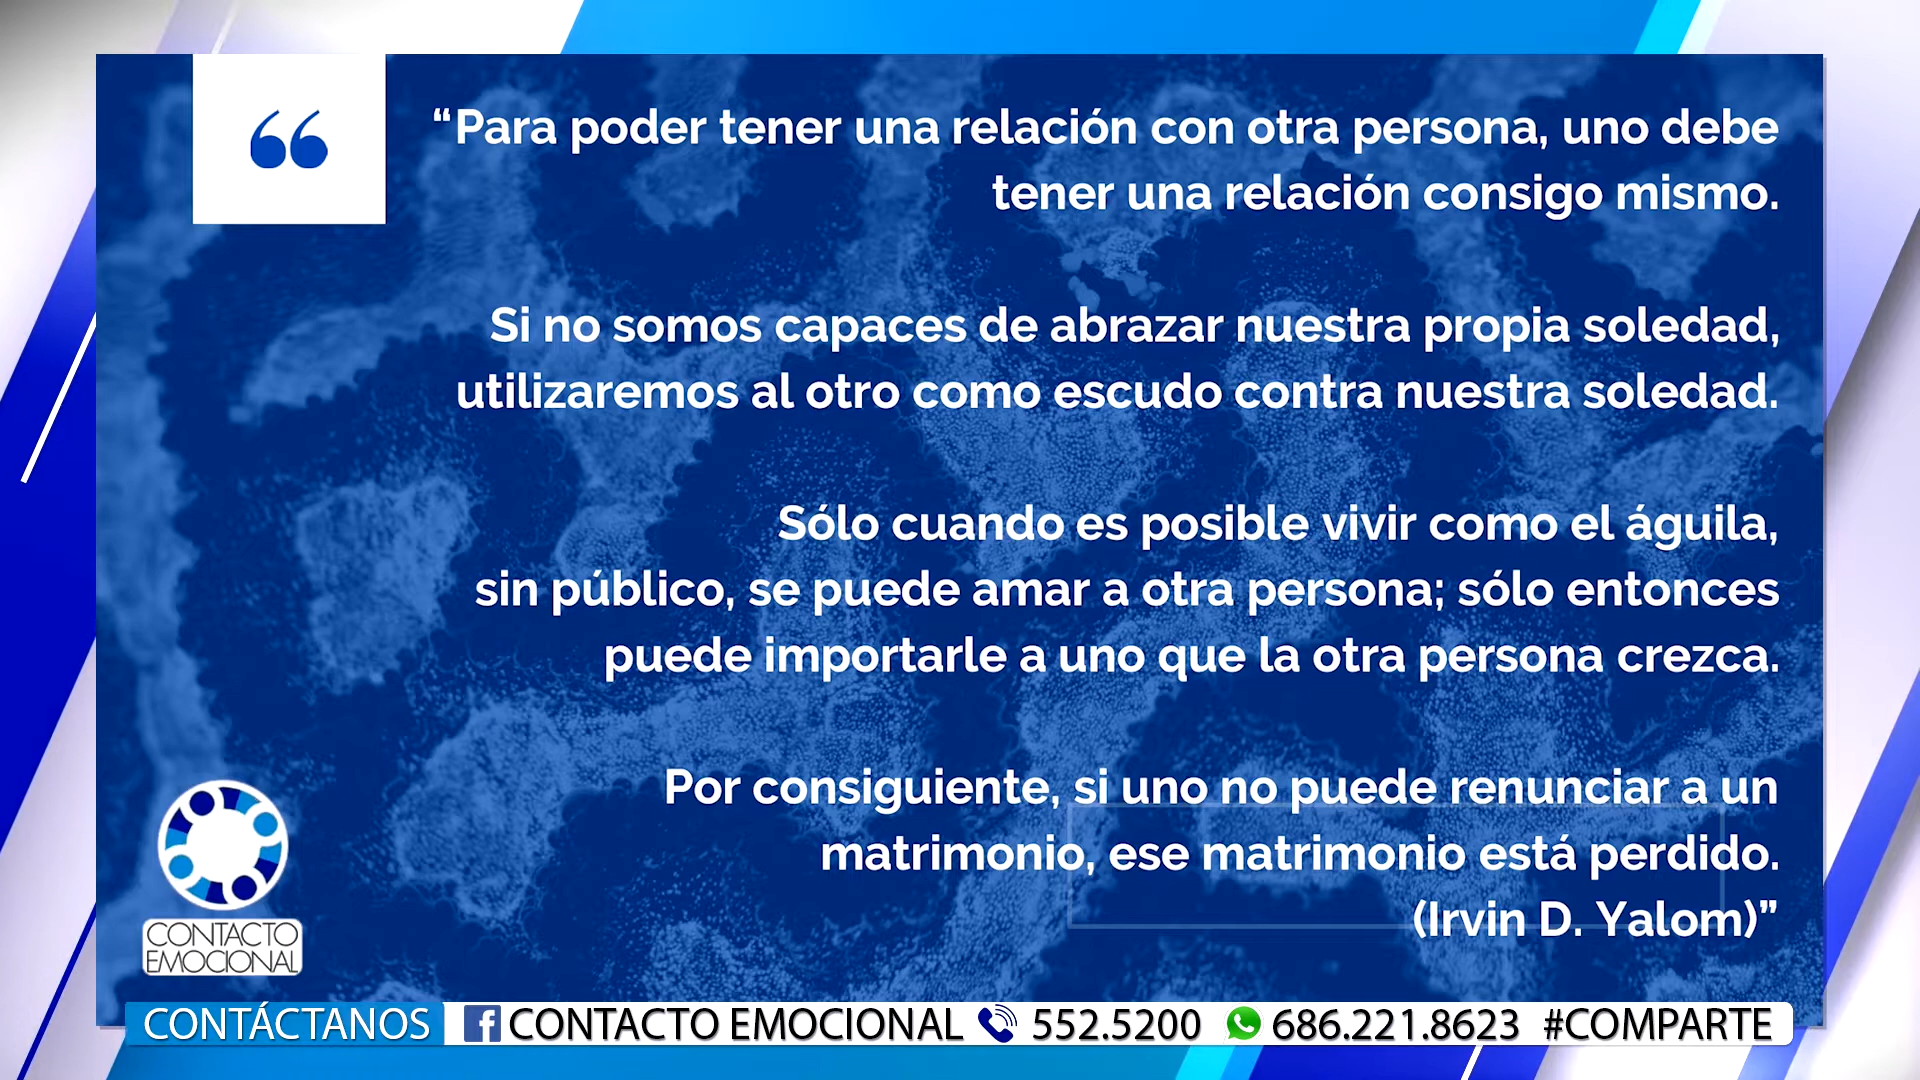 “Para poder tener una relación con otra persona, uno debe
tener una relación consigo mismo.
Si no somos capaces de abrazar nuestra propia soledad,
utilizaremos al otro como escudo contra nuestra soledad.
Sólo cuando es posible vivir como el águila,
sin público, se puede amar a otra persona; sólo entonces
puede importarle a uno que la otra persona crezca.
Por consiguiente, si uno no puede renunciar a un
matrimonio, ese matrimonio está perdido.
(Irvin D. Yalom)”
CONTACTO
EMOCIONAL
CONTÁCTANOS CONTACTO EMOCIONAL 552.5200 686.221.8623 #COMPARTE